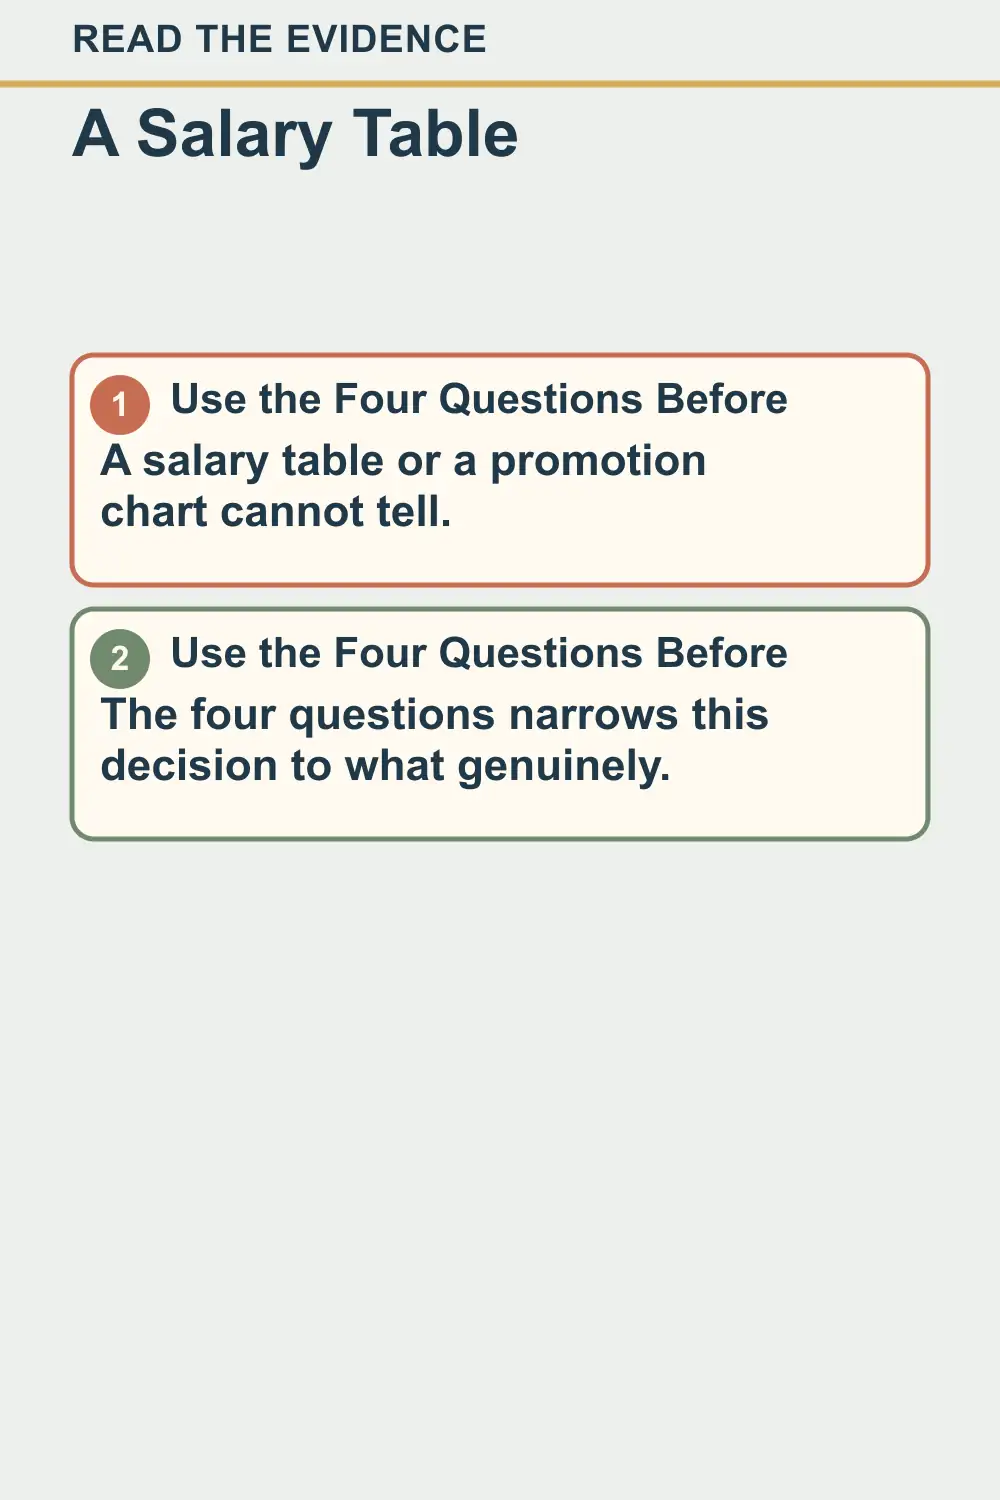 READ THE EVIDENCE
A Salary Table
1 Use the Four Questions Before
A salary table or a promotion
chart cannot tell.
2 Use the Four Questions Before
The four questions narrows this
decision to what genuinely.